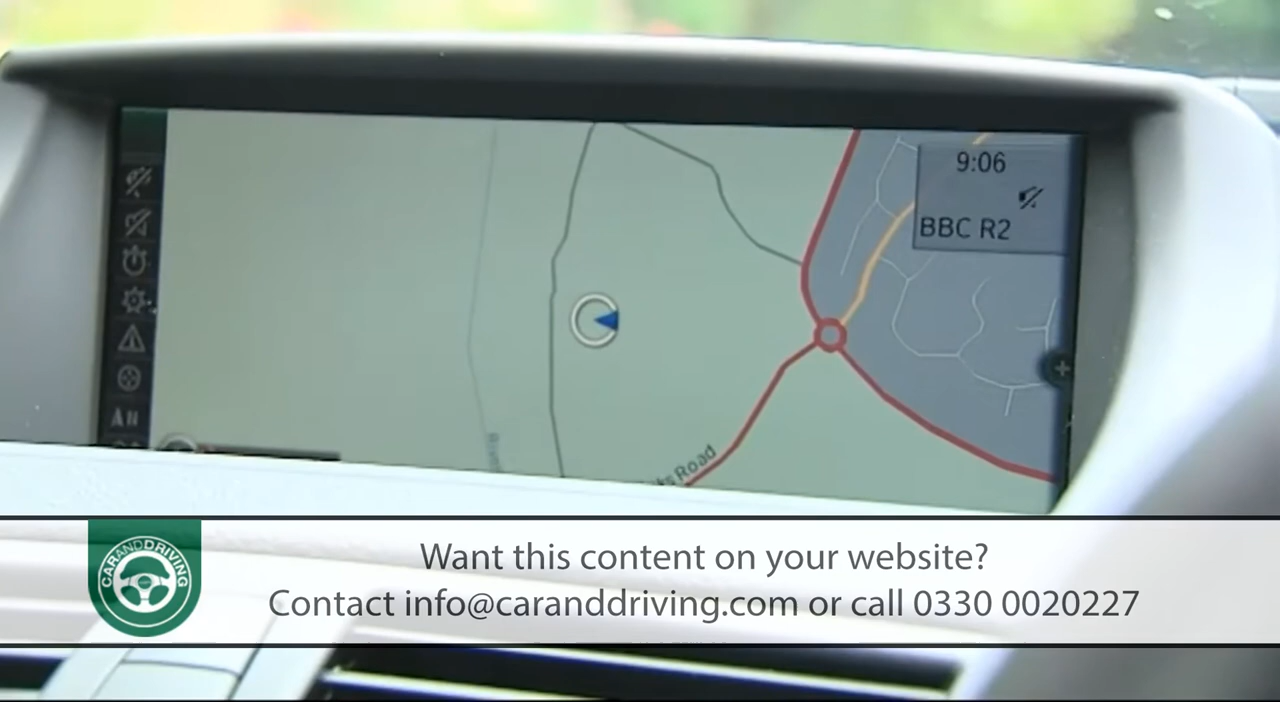 9:06
BBC R2
Road
CARANDDRIVING
Want this content on your website?
Contact info@caranddriving.com or call 0330 0020227